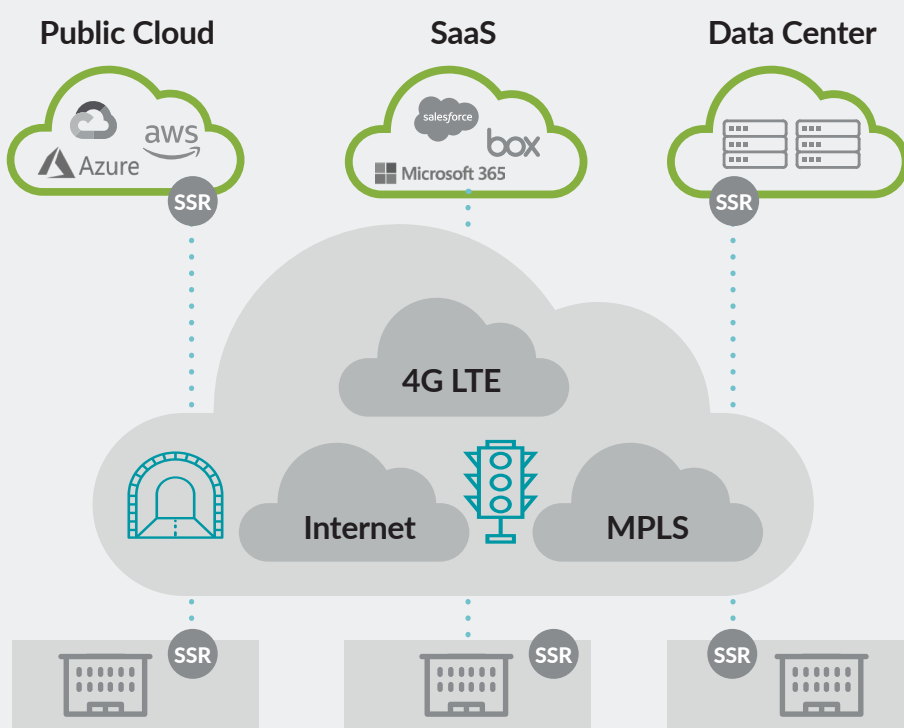 Public Cloud
SaaS
Data Center
aws
Azure
salesforce
box
Microsoft 365
SSR
SSR
4G LTE
Internet
MPLS
SSR
SSR
SSR